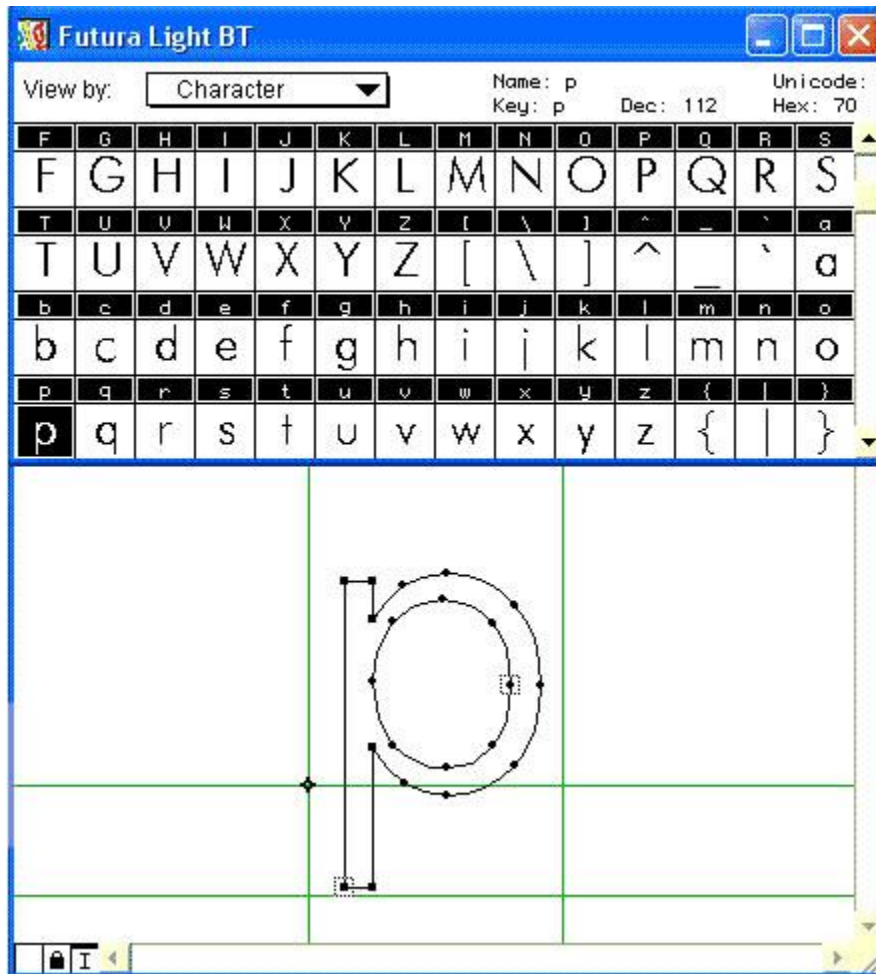 Futura Light BT
View by: Character Name: p Unicode:
Key: p Dec: 112 Hex: 70
F G H I J K L M N O P Q R S
F G H I J K L M N O P Q R S
T U V W X Y Z [ \ ] ^ _ ` a
T U V W X Y Z [ \ ] ^ _ ` a
b c d e f g h i j k l m n o
b c d e f g h i j k l m n o
p q r s t u v w x y z { | }
p q r s t u v w x y z { | }
p
I